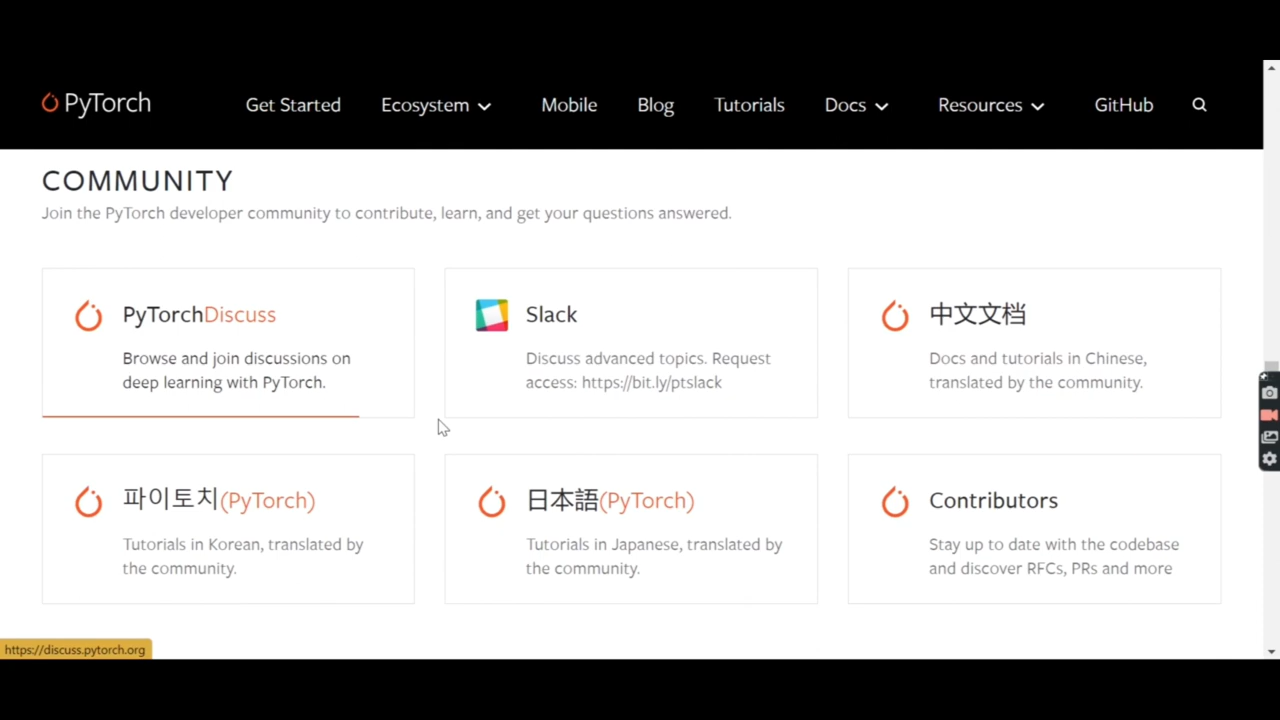 PyTorch
Get Started
Ecosystem
Mobile
Blog
Tutorials
Docs
Resources
GitHub
COMMUNITY
Join the PyTorch developer community to contribute, learn, and get your questions answered.
PyTorchDiscuss
Browse and join discussions on
deep learning with PyTorch.
Slack
Discuss advanced topics. Request
access: https://bit.ly/ptslack
中文文档
Docs and tutorials in Chinese,
translated by the community.
파이토치(PyTorch)
Tutorials in Korean, translated by
the community.
日本語(PyTorch)
Tutorials in Japanese, translated by
the community.
Contributors
Stay up to date with the codebase
and discover RFCs, PRs and more
https://discuss.pytorch.org